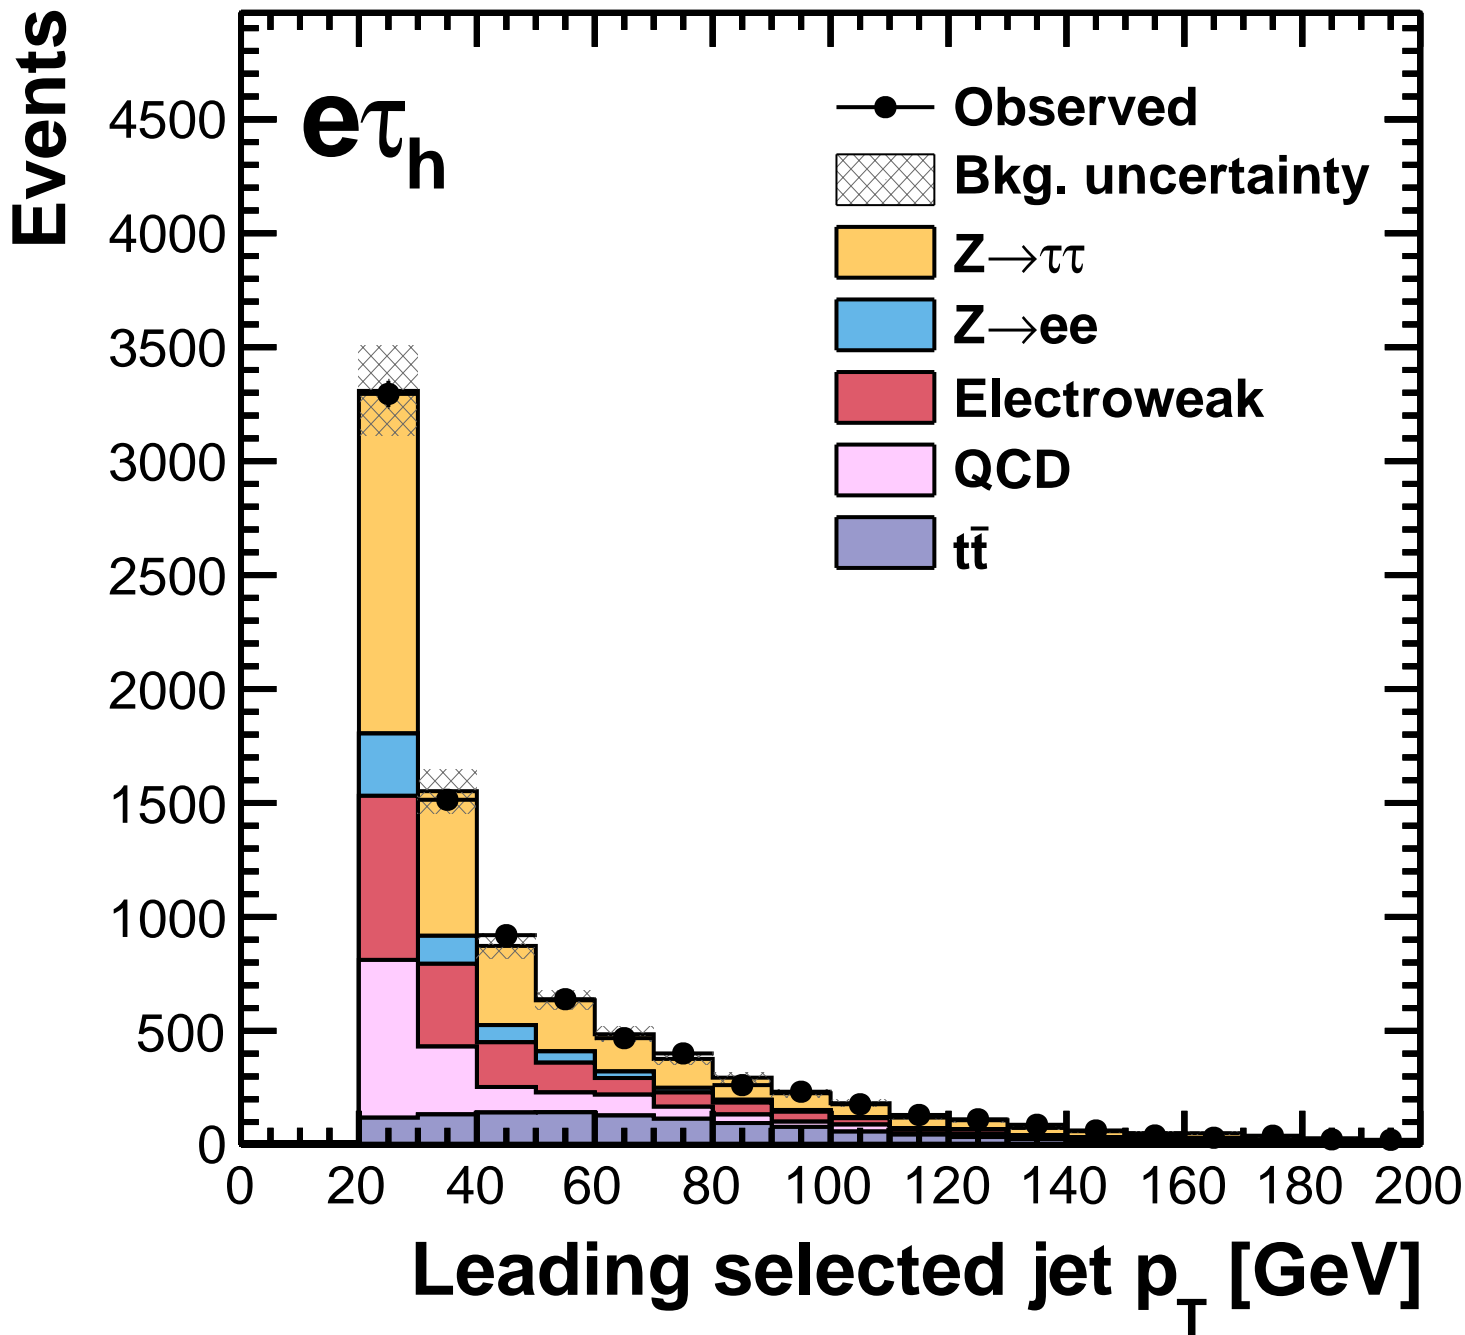 Events
eτh
Observed
Bkg. uncertainty
Z→ττ
Z→ee
Electroweak
QCD
tt̄
4500
4000
3500
3000
2500
2000
1500
1000
500
0
0 20 40 60 80 100 120 140 160 180 200
Leading selected jet pT [GeV]